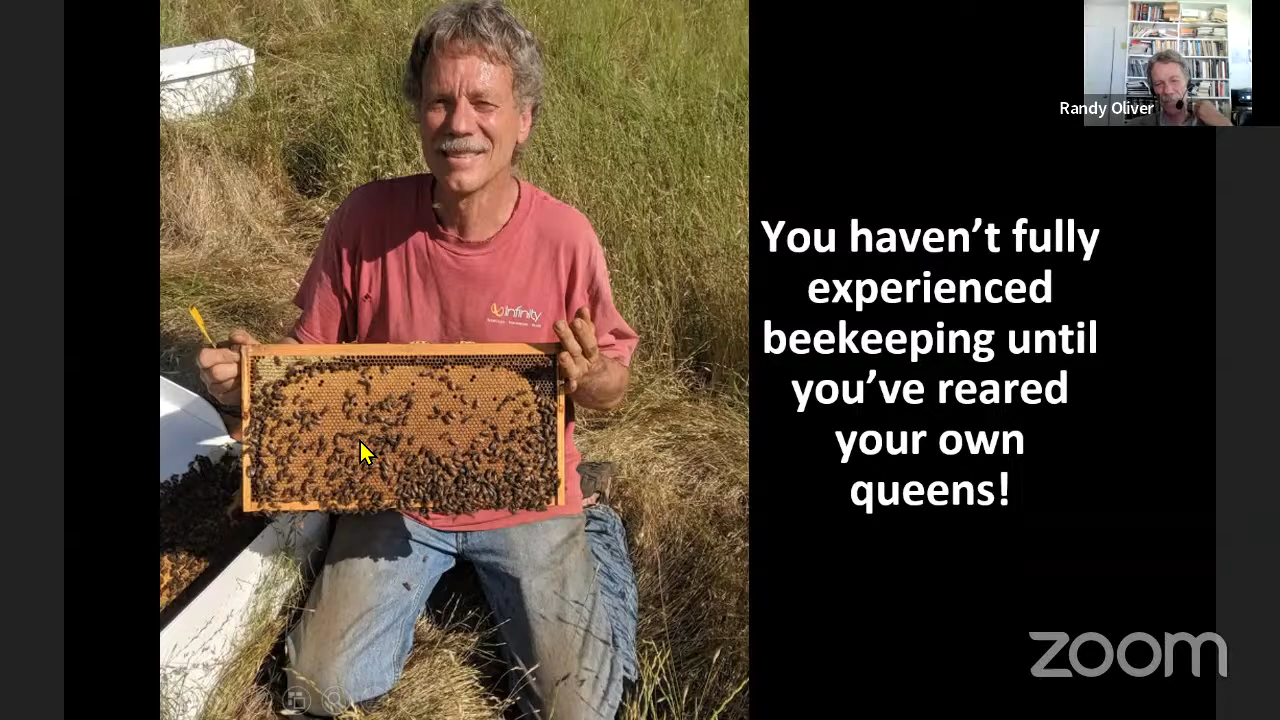 Randy Oliver
You haven’t fully
experienced
beekeeping until
you’ve reared
your own
queens!
infinity
zoom